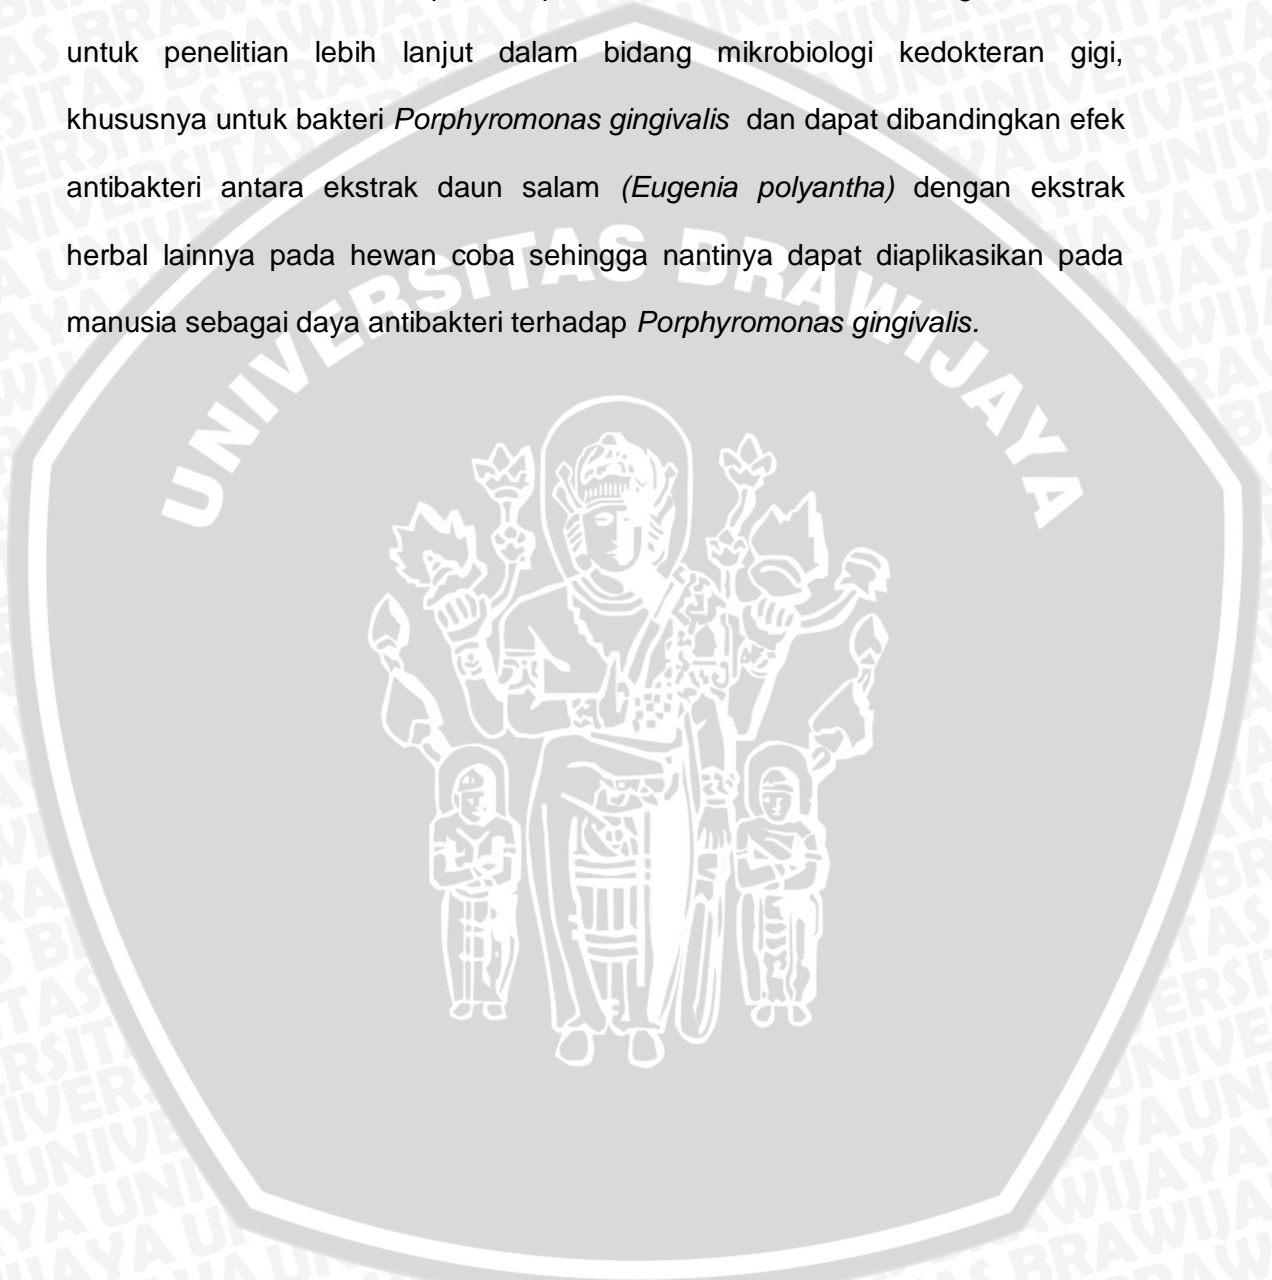 untuk penelitian lebih lanjut dalam bidang mikrobiologi kedokteran gigi,
khususnya untuk bakteri Porphyromonas gingivalis dan dapat dibandingkan efek
antibakteri antara ekstrak daun salam (Eugenia polyantha) dengan ekstrak
herbal lainnya pada hewan coba sehingga nantinya dapat diaplikasikan pada
manusia sebagai daya antibakteri terhadap Porphyromonas gingivalis.
UNIVERSITAS BRAWIJAYA